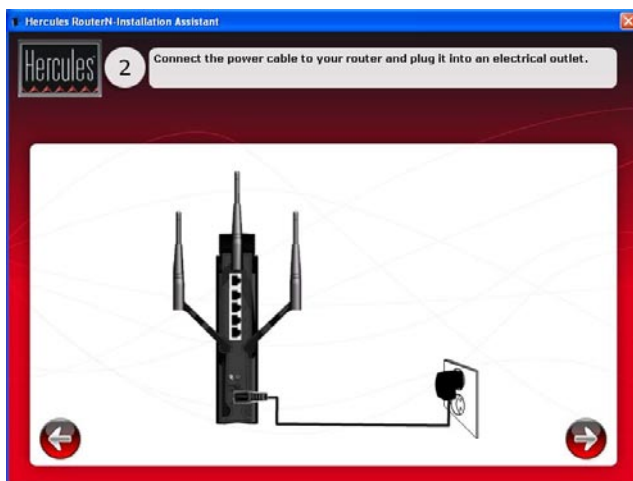 Hercules RouterN-Installation Assistant
Hercules
2
Connect the power cable to your router and plug it into an electrical outlet.